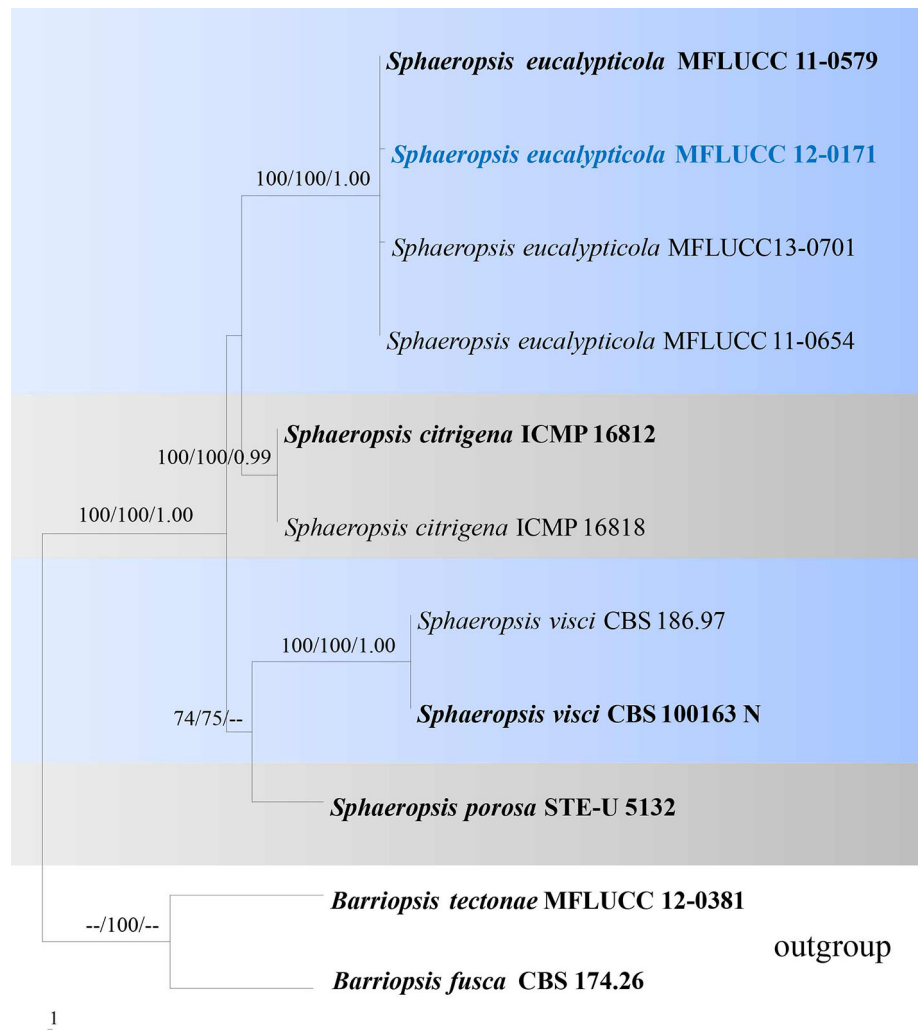 Sphaeropsis eucalypticola MFLUCC 11-0579
Sphaeropsis eucalypticola MFLUCC 12-0171
100/100/1.00
Sphaeropsis eucalypticola MFLUCC13-0701
Sphaeropsis eucalypticola MFLUCC 11-0654
Sphaeropsis citrigena ICMP 16812
100/100/0.99
100/100/1.00
Sphaeropsis citrigena ICMP 16818
Sphaeropsis visci CBS 186.97
100/100/1.00
74/75/--
Sphaeropsis visci CBS 100163 N
Sphaeropsis porosa STE-U 5132
Barriopsis tectonae MFLUCC 12-0381
--/100/--
outgroup
Barriopsis fusca CBS 174.26
1